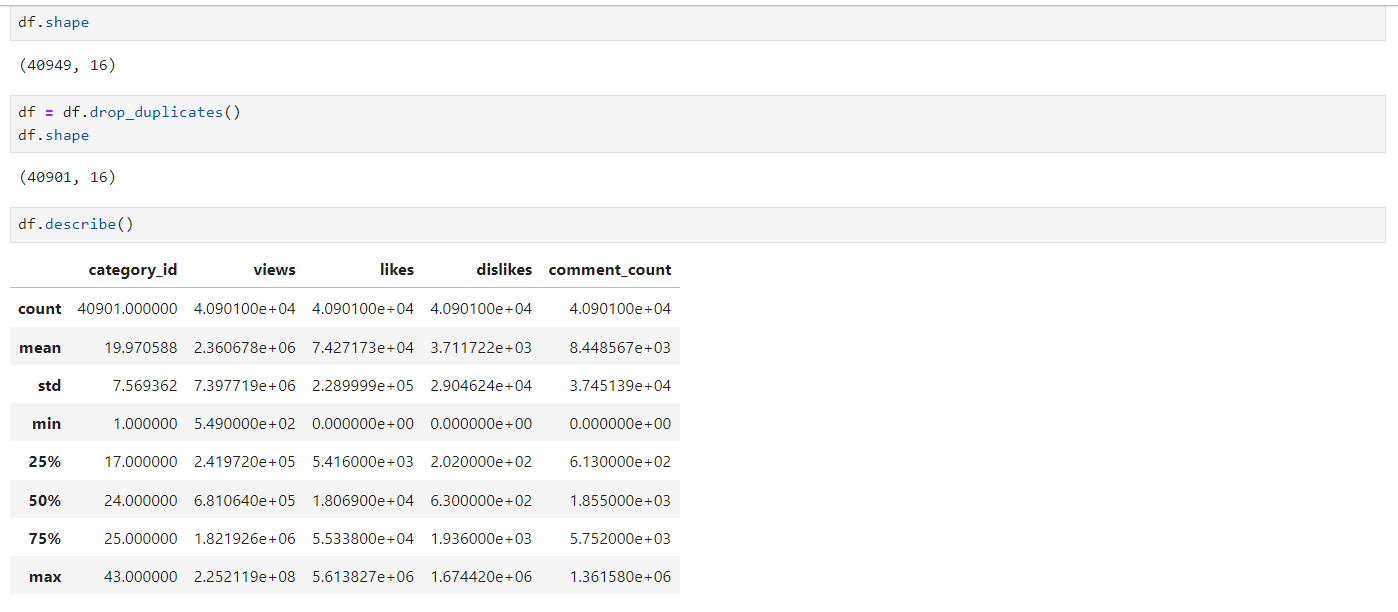 df.shape
(40949, 16)
df = df.drop_duplicates()
df.shape
(40901, 16)
df.describe()
category_id views likes dislikes comment_count
count 40901.000000 4.090100e+04 4.090100e+04 4.090100e+04 4.090100e+04
mean 19.970588 2.360678e+06 7.427173e+04 3.711722e+03 8.448567e+03
std 7.569362 7.397719e+06 2.289999e+05 2.904624e+04 3.745139e+04
min 1.000000 5.490000e+02 0.000000e+00 0.000000e+00 0.000000e+00
25% 17.000000 2.419720e+05 5.416000e+03 2.020000e+02 6.130000e+02
50% 24.000000 6.810640e+05 1.806900e+04 6.300000e+02 1.855000e+03
75% 25.000000 1.821926e+06 5.533800e+04 1.936000e+03 5.752000e+03
max 43.000000 2.252119e+08 5.613827e+06 1.674420e+06 1.361580e+06